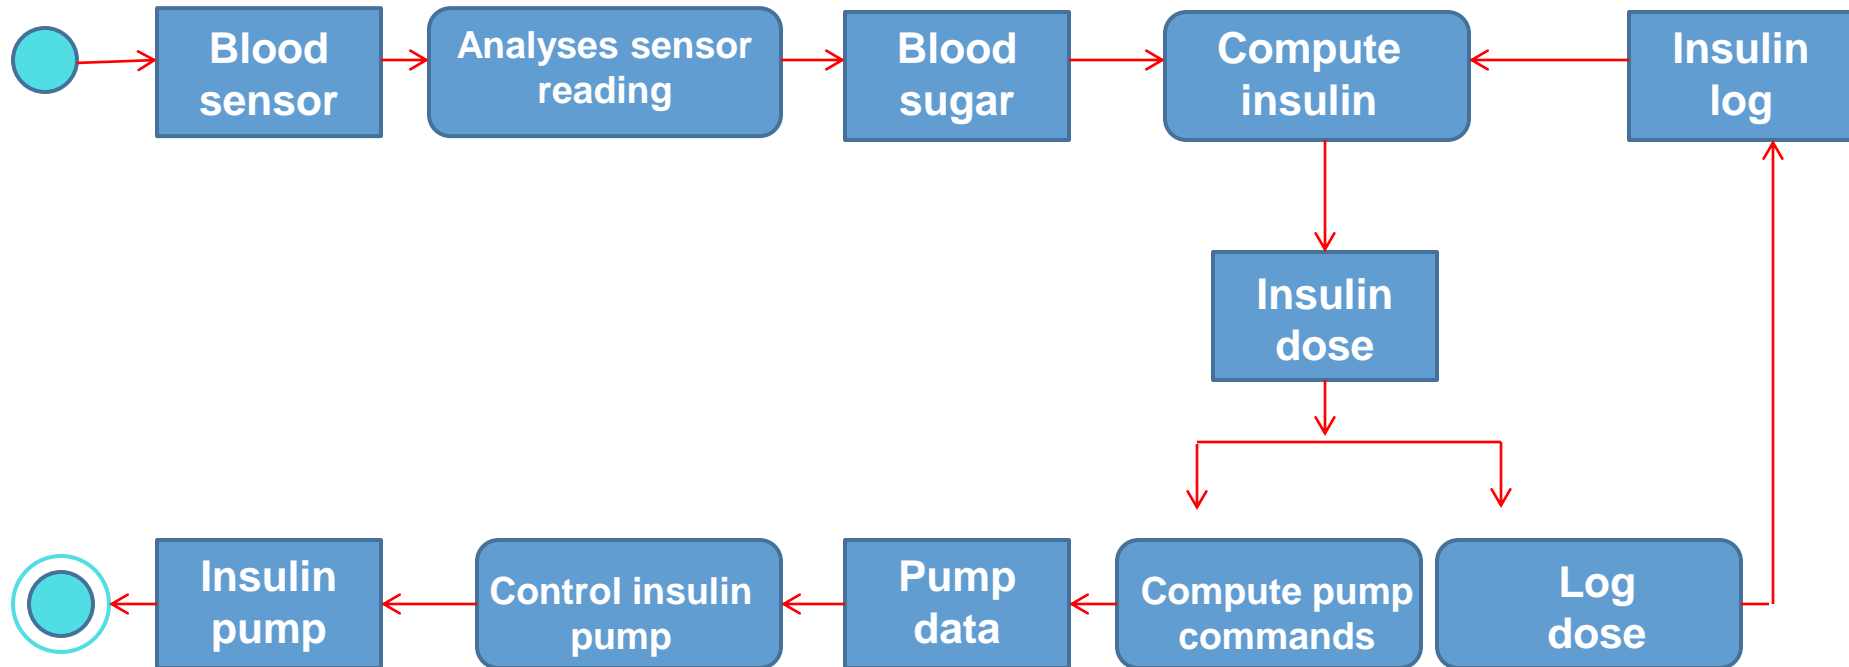 Blood
sensor
Analyses sensor
reading
Blood
sugar
Compute
insulin
Insulin
log
Insulin
dose
Insulin
pump
Control insulin
pump
Pump
data
Compute pump
commands
Log
dose